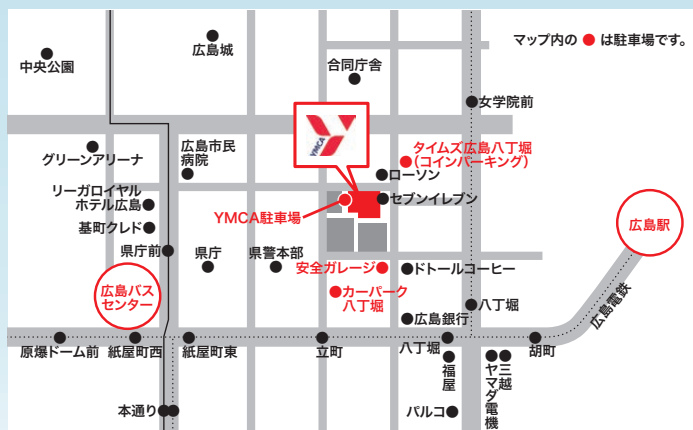 マップ内の ● は駐車場です。
広島城
中央公園
合同庁舎
女学院前
YMCA
タイムズ広島八丁堀
（コインパーキング）
グリーンアリーナ
広島市民
病院
ローソン
リーガロイヤル
ホテル広島
セブンイレブン
YMCA駐車場
基町クレド
広島駅
県庁前
県庁
県警本部
安全ガレージ
ドトールコーヒー
広島バス
センター
カーパーク
八丁堀
八丁堀
広島電鉄
広島銀行
原爆ドーム前
紙屋町西
紙屋町東
立町
八丁堀
胡町
福屋
ヤマダ電機
三越
本通り
パルコ